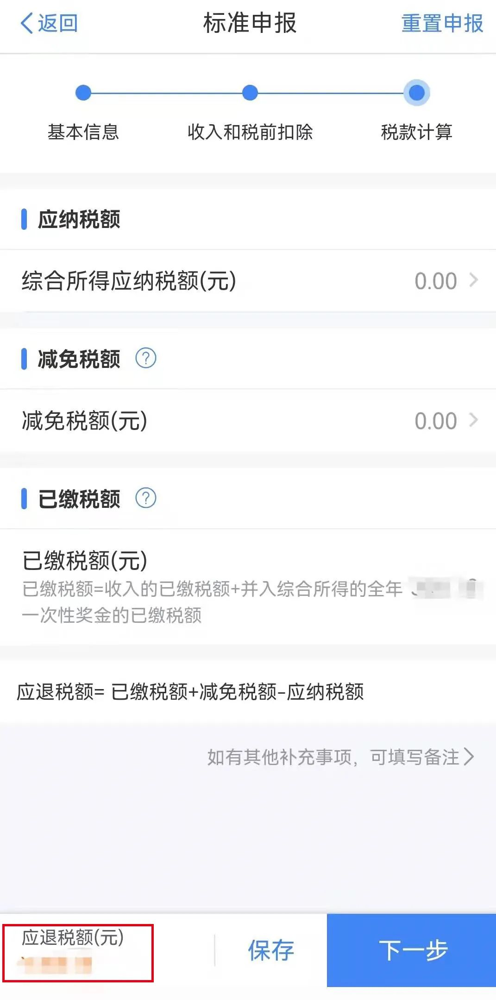 返回
标准申报
重置申报
基本信息
收入和税前扣除
税款计算
应纳税额
综合所得应纳税额(元)
0.00
减免税额
?
减免税额(元)
0.00
已缴税额
?
已缴税额(元)
已缴税额=收入的已缴税额+并入综合所得的全年
一次性奖金的已缴税额
应退税额= 已缴税额+减免税额-应纳税额
如有其他补充事项，可填写备注
应退税额(元)
保存
下一步